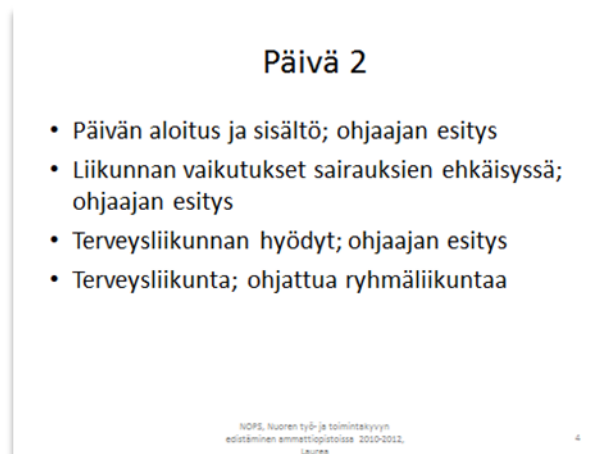 Päivä 2
• Päivän aloitus ja sisältö; ohjaajan esitys
• Liikunnan vaikutukset sairauksien ehkäisyssä;
ohjaajan esitys
• Terveysliikunnan hyödyt; ohjaajan esitys
• Terveysliikunta; ohjattua ryhmäliikuntaa
NOPS, Nuoren työ- ja toimintakyvyn
edistäminen ammattiopistoissa 2010-2012,
Laurea
4